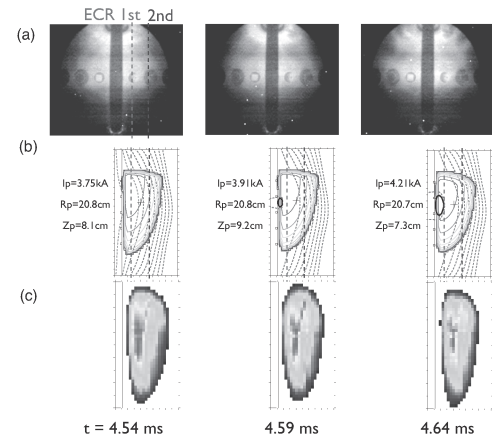 ECR 1st 2nd
(a)
(b)
Ip=3.75kA
Rp=20.8cm
Zp=8.1cm
Ip=3.91kA
Rp=20.8cm
Zp=9.2cm
Ip=4.21kA
Rp=20.7cm
Zp=7.3cm
(c)
t = 4.54 ms
4.59 ms
4.64 ms